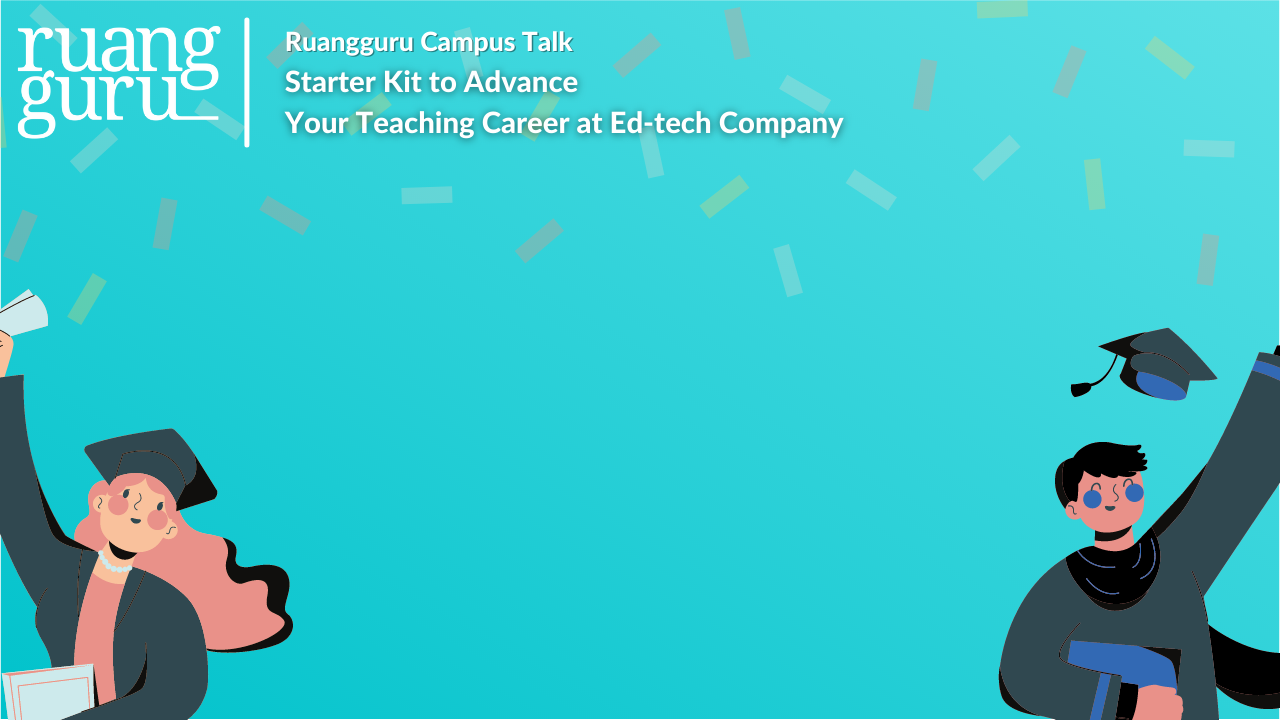 ruang
guru
Ruangguru Campus Talk
Starter Kit to Advance
Your Teaching Career at Ed-tech Company